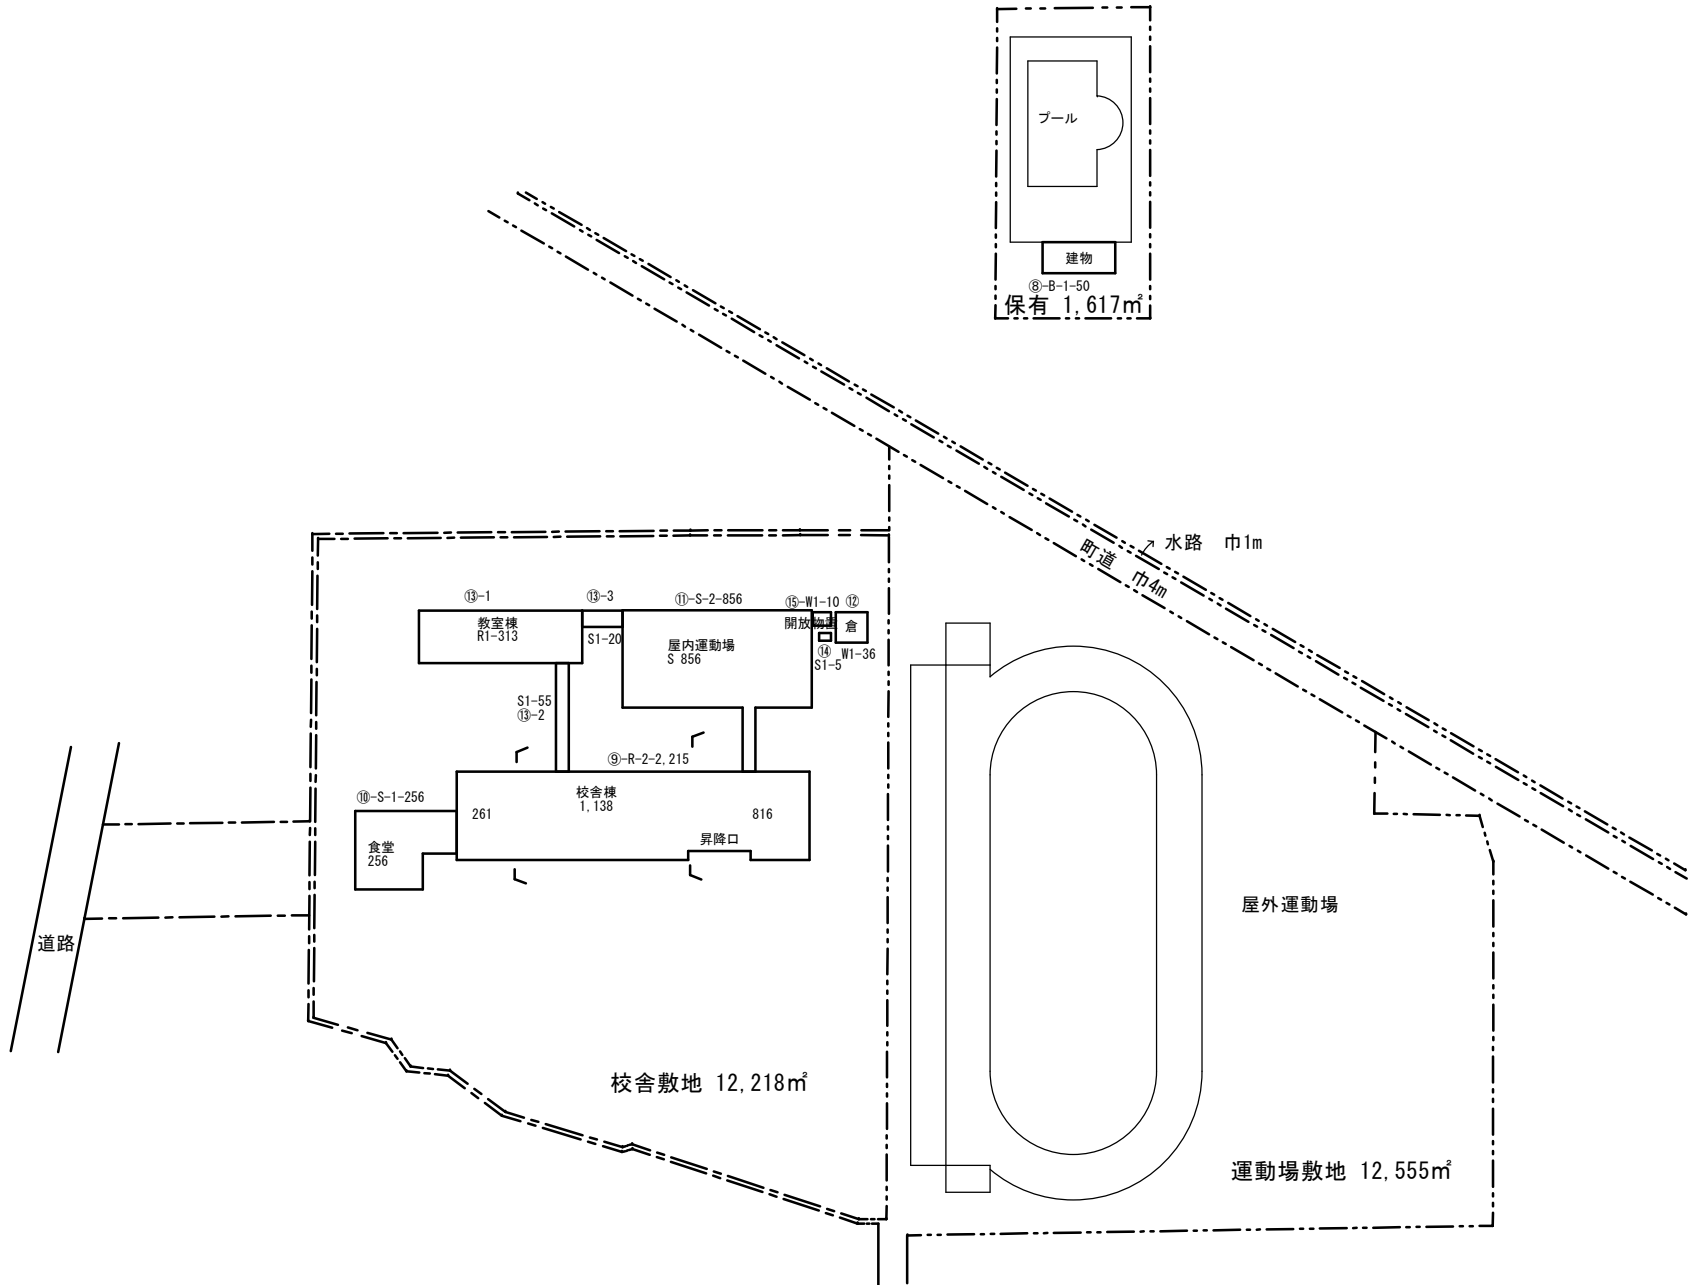 プール
建物
⑧-B-1-50
保有 1,617㎡
水路 巾1m
町道 巾4m
⑬-1
⑬-3
⑪-S-2-856
⑮-W1-10
⑫
教室棟
R1-313
S1-20
屋内運動場
S 856
開放物置
倉
⑭
S1-5
W1-36
S1-55
⑬-2
⑨-R-2-2,215
⑩-S-1-256
校舎棟
1,138
261
816
昇降口
食堂
256
屋外運動場
道路
校舎敷地 12,218㎡
運動場敷地 12,555㎡